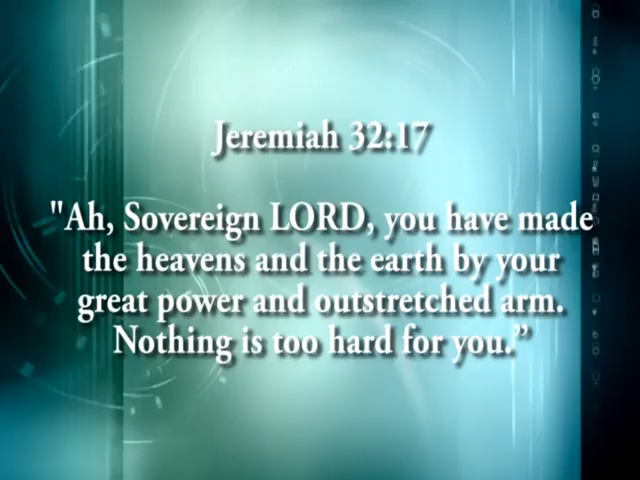 Jeremiah 32:17
"Ah, Sovereign LORD, you have made
the heavens and the earth by your
great power and outstretched arm.
Nothing is too hard for you.”